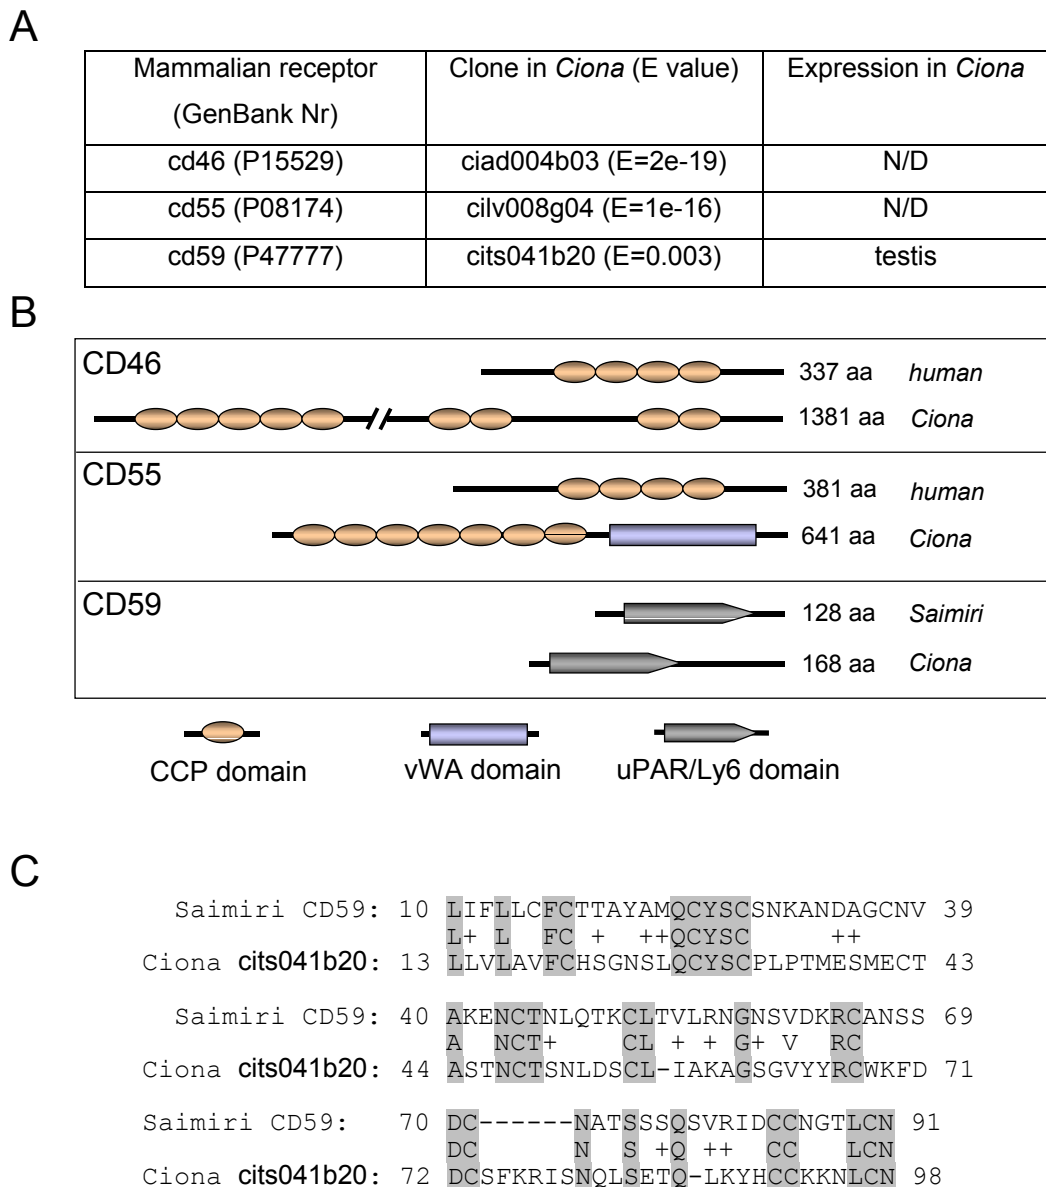 A
Mammalian receptor (GenBank Nr)
Clone in Ciona (E value)
Expression in Ciona
cd46 (P15529) ciad004b03 (E=2e-19) N/D
cd55 (P08174) cilv008g04 (E=1e-16) N/D
cd59 (P47777) cits041b20 (E=0.003) testis
B
CD46
337 aa human
1381 aa Ciona
CD55
381 aa human
641 aa Ciona
CD59
128 aa Saimiri
168 aa Ciona
CCP domain vWA domain uPAR/Ly6 domain
C
Saimiri CD59: 10 LIFLLCFCTTAYAMQCYSCSNKANDAGCNV 39
L+ L FC + ++QCYSC ++
Ciona cits041b20: 13 LLVLAVFCHSGNSLQCYSCPLPTMESMECT 43
Saimiri CD59: 40 AKENCTNLQTKCLTVLRNGNSVDKRCANSS 69
A NCT+ CL + + G+ V RC
Ciona cits041b20: 44 ASTNCTSNLDSCL-IAKAGSGVYYRCWKFD 71
Saimiri CD59: 70 DC------NATSSSQSVRIDCCNGTLCN 91
DC N S +Q ++ CC LCN
Ciona cits041b20: 72 DCSFKRISNQLSETQ-LKYHCCKKNLCN 98